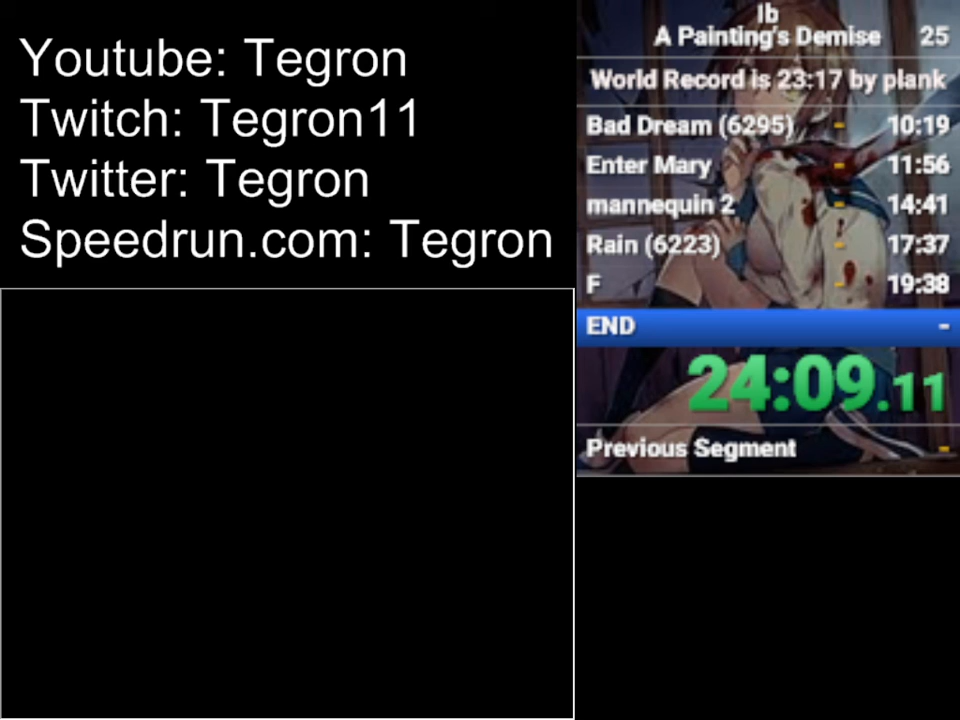 Youtube: Tegron
Twitch: Tegron11
Twitter: Tegron
Speedrun.com: Tegron
Ib
A Painting's Demise 25
World Record is 23:17 by plank
Bad Dream (6295) - 10:19
Enter Mary - 11:56
mannequin 2 - 14:41
Rain (6223) - 17:37
F - 19:38
END -
24:09.11
Previous Segment -